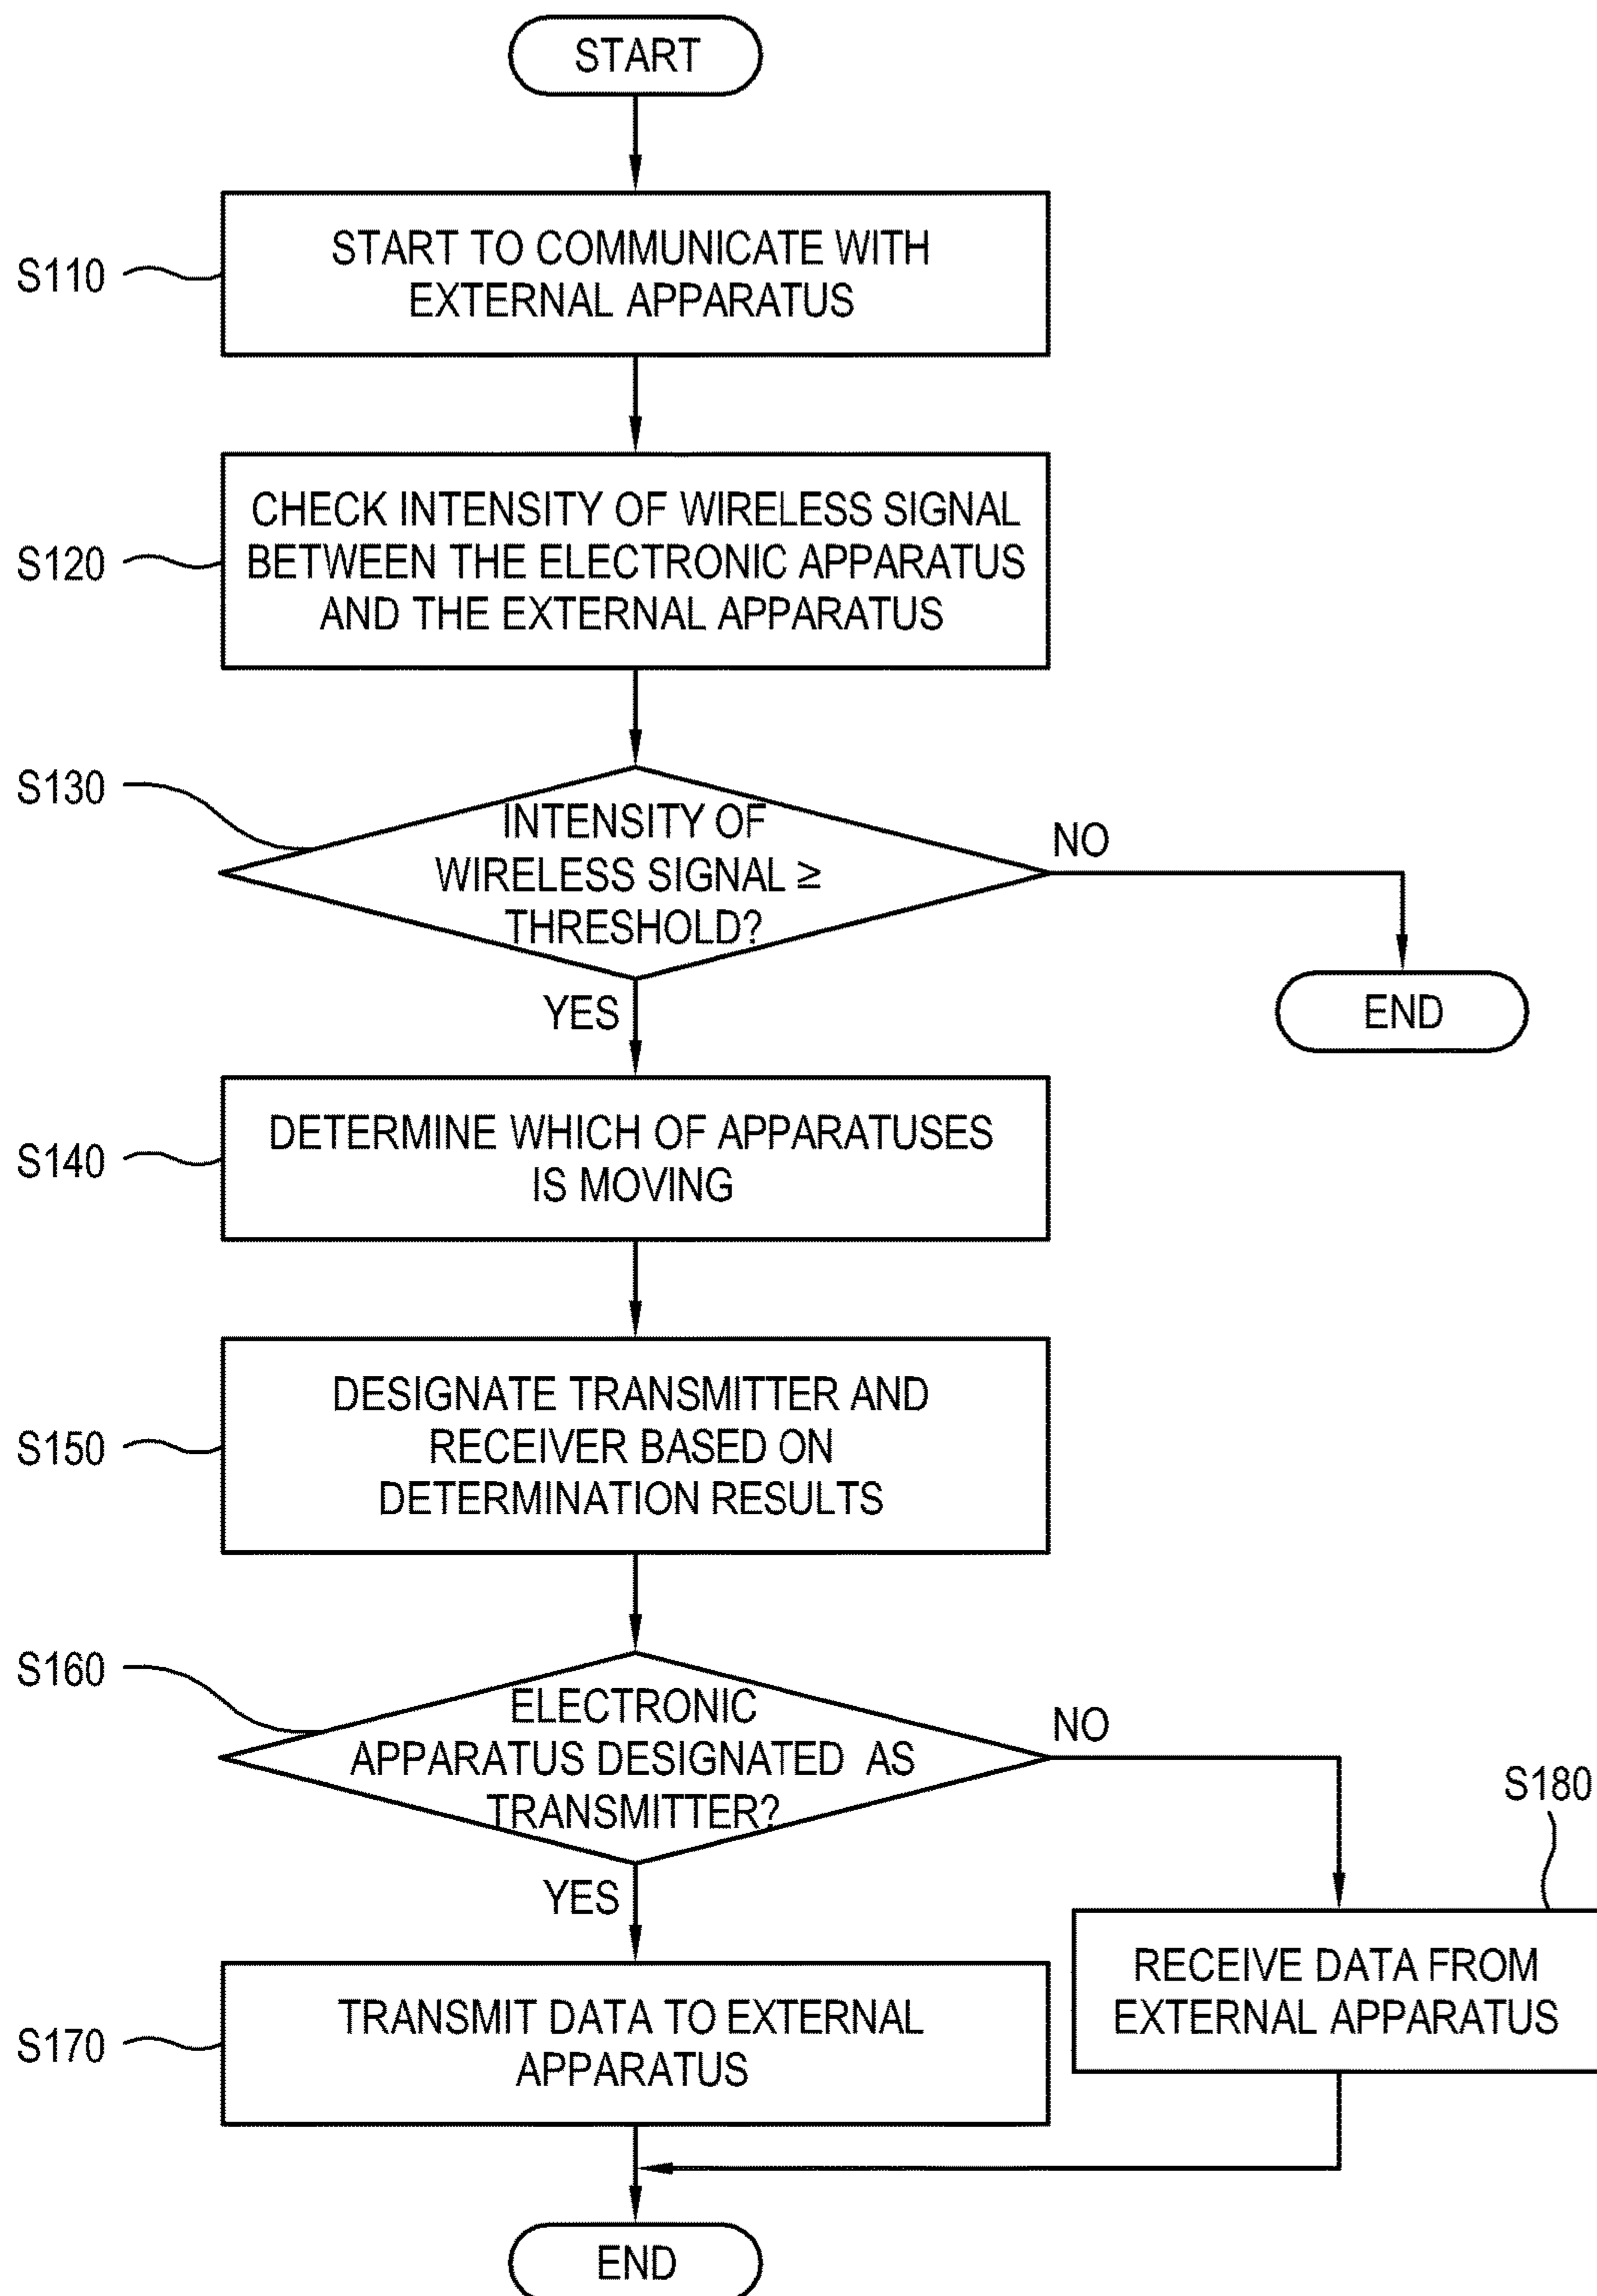 START
S110
START TO COMMUNICATE WITH
EXTERNAL APPARATUS
S120
CHECK INTENSITY OF WIRELESS SIGNAL
BETWEEN THE ELECTRONIC APPARATUS
AND THE EXTERNAL APPARATUS
S130
INTENSITY OF
WIRELESS SIGNAL ≥
THRESHOLD?
NO
END
YES
S140
DETERMINE WHICH OF APPARATUSES
IS MOVING
S150
DESIGNATE TRANSMITTER AND
RECEIVER BASED ON
DETERMINATION RESULTS
S160
ELECTRONIC
APPARATUS DESIGNATED AS
TRANSMITTER?
NO
S180
YES
RECEIVE DATA FROM
EXTERNAL APPARATUS
S170
TRANSMIT DATA TO EXTERNAL
APPARATUS
END